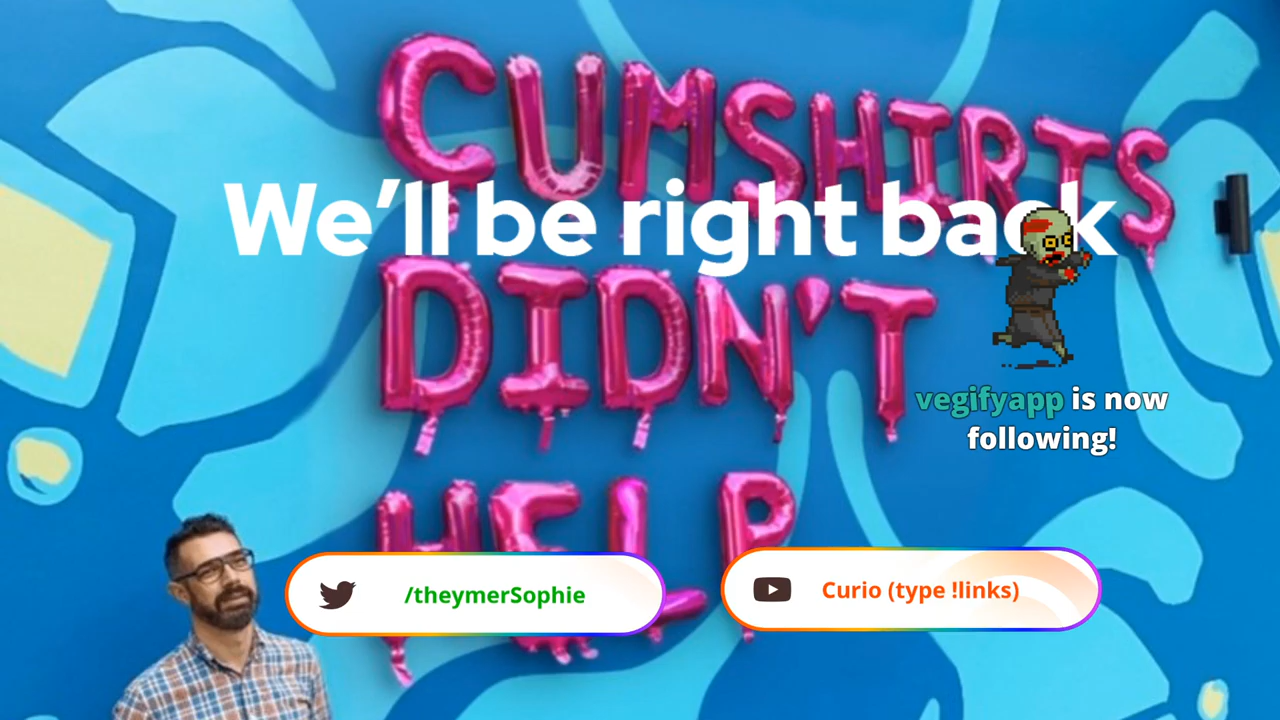 CUMSHIRTS
We'll be right back
DIDN'T
vegifyapp is now
following!
HELP
/theymerSophie
Curio (type !links)